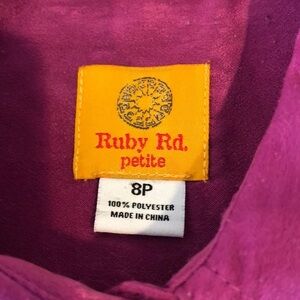 Ruby Rd.
petite
8P
100% POLYESTER
MADE IN CHINA